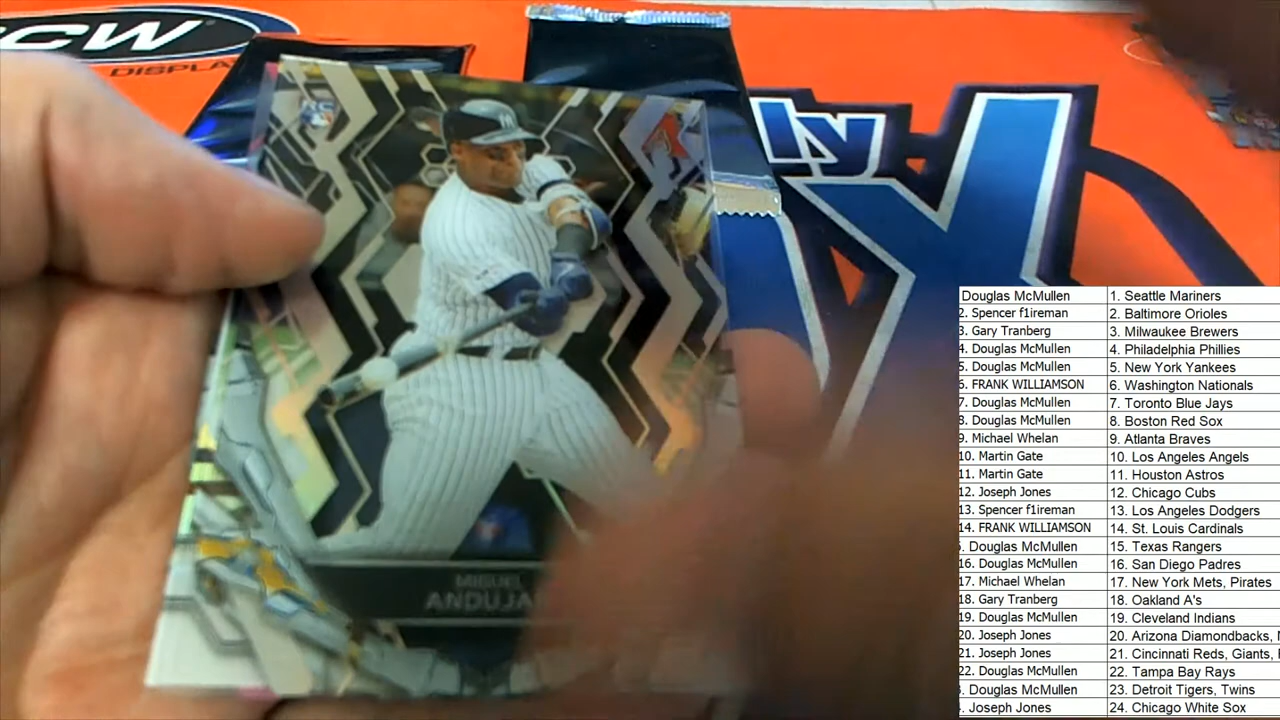 CW
DISPLA
RC
MIGUEL
ANDUJA
ly
Douglas McMullen 1. Seattle Mariners
2. Spencer f1ireman 2. Baltimore Orioles
3. Gary Tranberg 3. Milwaukee Brewers
4. Douglas McMullen 4. Philadelphia Phillies
5. Douglas McMullen 5. New York Yankees
6. FRANK WILLIAMSON 6. Washington Nationals
7. Douglas McMullen 7. Toronto Blue Jays
8. Douglas McMullen 8. Boston Red Sox
9. Michael Whelan 9. Atlanta Braves
10. Martin Gate 10. Los Angeles Angels
11. Martin Gate 11. Houston Astros
12. Joseph Jones 12. Chicago Cubs
13. Spencer f1ireman 13. Los Angeles Dodgers
14. FRANK WILLIAMSON 14. St. Louis Cardinals
. Douglas McMullen 15. Texas Rangers
16. Douglas McMullen 16. San Diego Padres
17. Michael Whelan 17. New York Mets, Pirates
18. Gary Tranberg 18. Oakland A's
19. Douglas McMullen 19. Cleveland Indians
20. Joseph Jones 20. Arizona Diamondbacks,
21. Joseph Jones 21. Cincinnati Reds, Giants,
22. Douglas McMullen 22. Tampa Bay Rays
. Douglas McMullen 23. Detroit Tigers, Twins
. Joseph Jones 24. Chicago White Sox